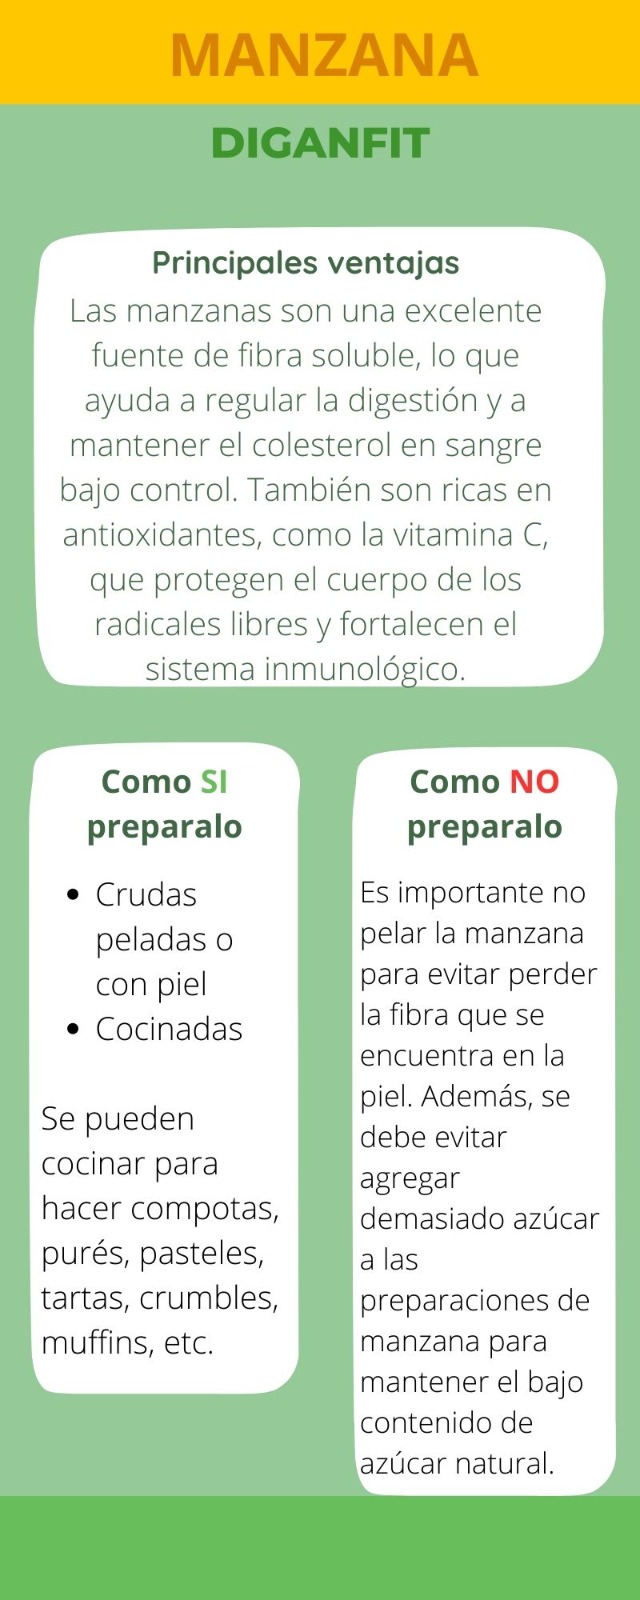 MANZANA
DIGANFIT
Principales ventajas
Las manzanas son una excelente
fuente de fibra soluble, lo que
ayuda a regular la digestión y a
mantener el colesterol en sangre
bajo control. También son ricas en
antioxidantes, como la vitamina C,
que protegen el cuerpo de los
radicales libres y fortalecen el
sistema inmunológico.
Como SI
preparalo
• Crudas
peladas o
con piel
• Cocinadas
Se pueden
cocinar para
hacer compotas,
purés, pasteles,
tartas, crumbles,
muffins, etc.
Como NO
preparalo
Es importante no
pelar la manzana
para evitar perder
la fibra que se
encuentra en la
piel. Además, se
debe evitar
agregar
demasiado azúcar
a las
preparaciones de
manzana para
mantener el bajo
contenido de
azúcar natural.